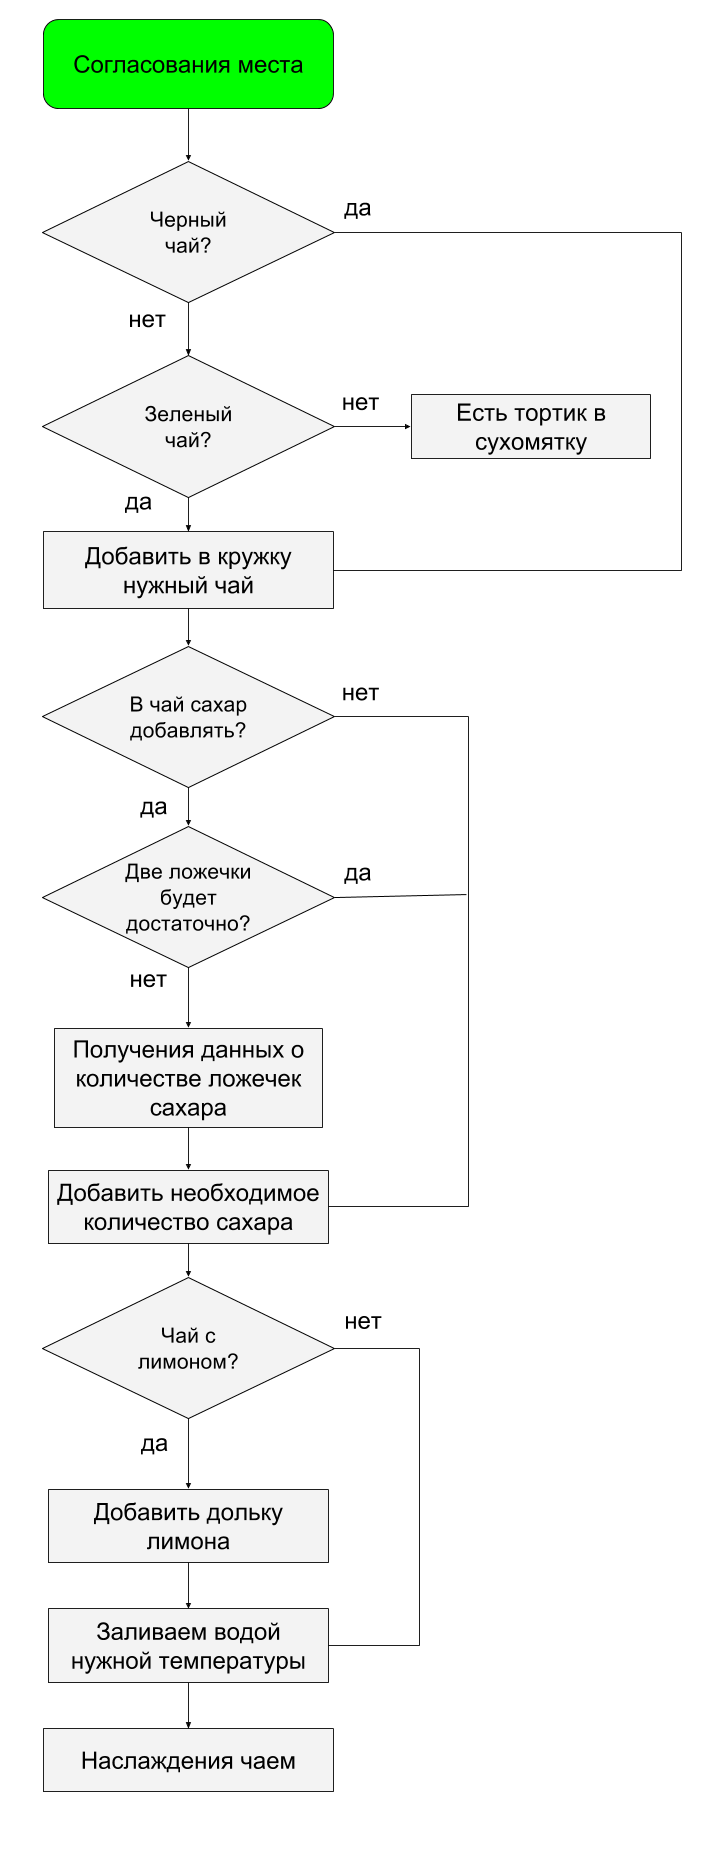 Согласования места
Черный
чай?
да
нет
Зеленый
чай?
нет
Есть тортик в
сухомятку
да
Добавить в кружку
нужный чай
В чай сахар
добавлять?
нет
да
Две ложечки
будет
достаточно?
да
нет
Получения данных о
количестве ложечек
сахара
Добавить необходимое
количество сахара
Чай с
лимоном?
нет
да
Добавить дольку
лимона
Заливаем водой
нужной температуры
Наслаждения чаем